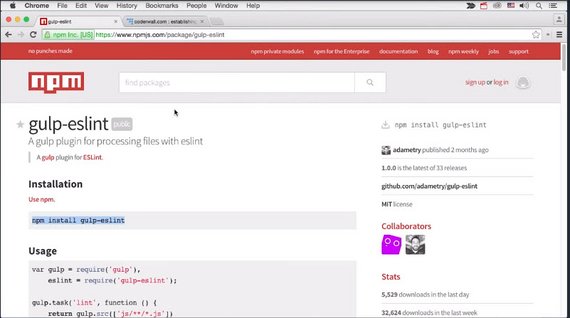 Chrome File Edit View History Bookmarks People Window Help
gulp-eslint
coderwall.com : establishing
npm Inc. [US] https://www.npmjs.com/package/gulp-eslint
no punches made
npm private modules npm for the Enterprise documentation blog npm weekly jobs support
npm
find packages
sign up or log in
gulp-eslint public
A gulp plugin for processing files with eslint
A gulp plugin for ESLint.
Installation
Use npm.
npm install gulp-eslint
Usage
var gulp = require('gulp'),
eslint = require('gulp-eslint');
gulp.task('lint', function () {
return gulp.src(['js/**/*.js'])
npm install gulp-eslint
adametry published 2 months ago
1.0.0 is the latest of 33 releases
github.com/adametry/gulp-eslint
MIT license
Collaborators
Stats
5,529 downloads in the last day
32,624 downloads in the last week